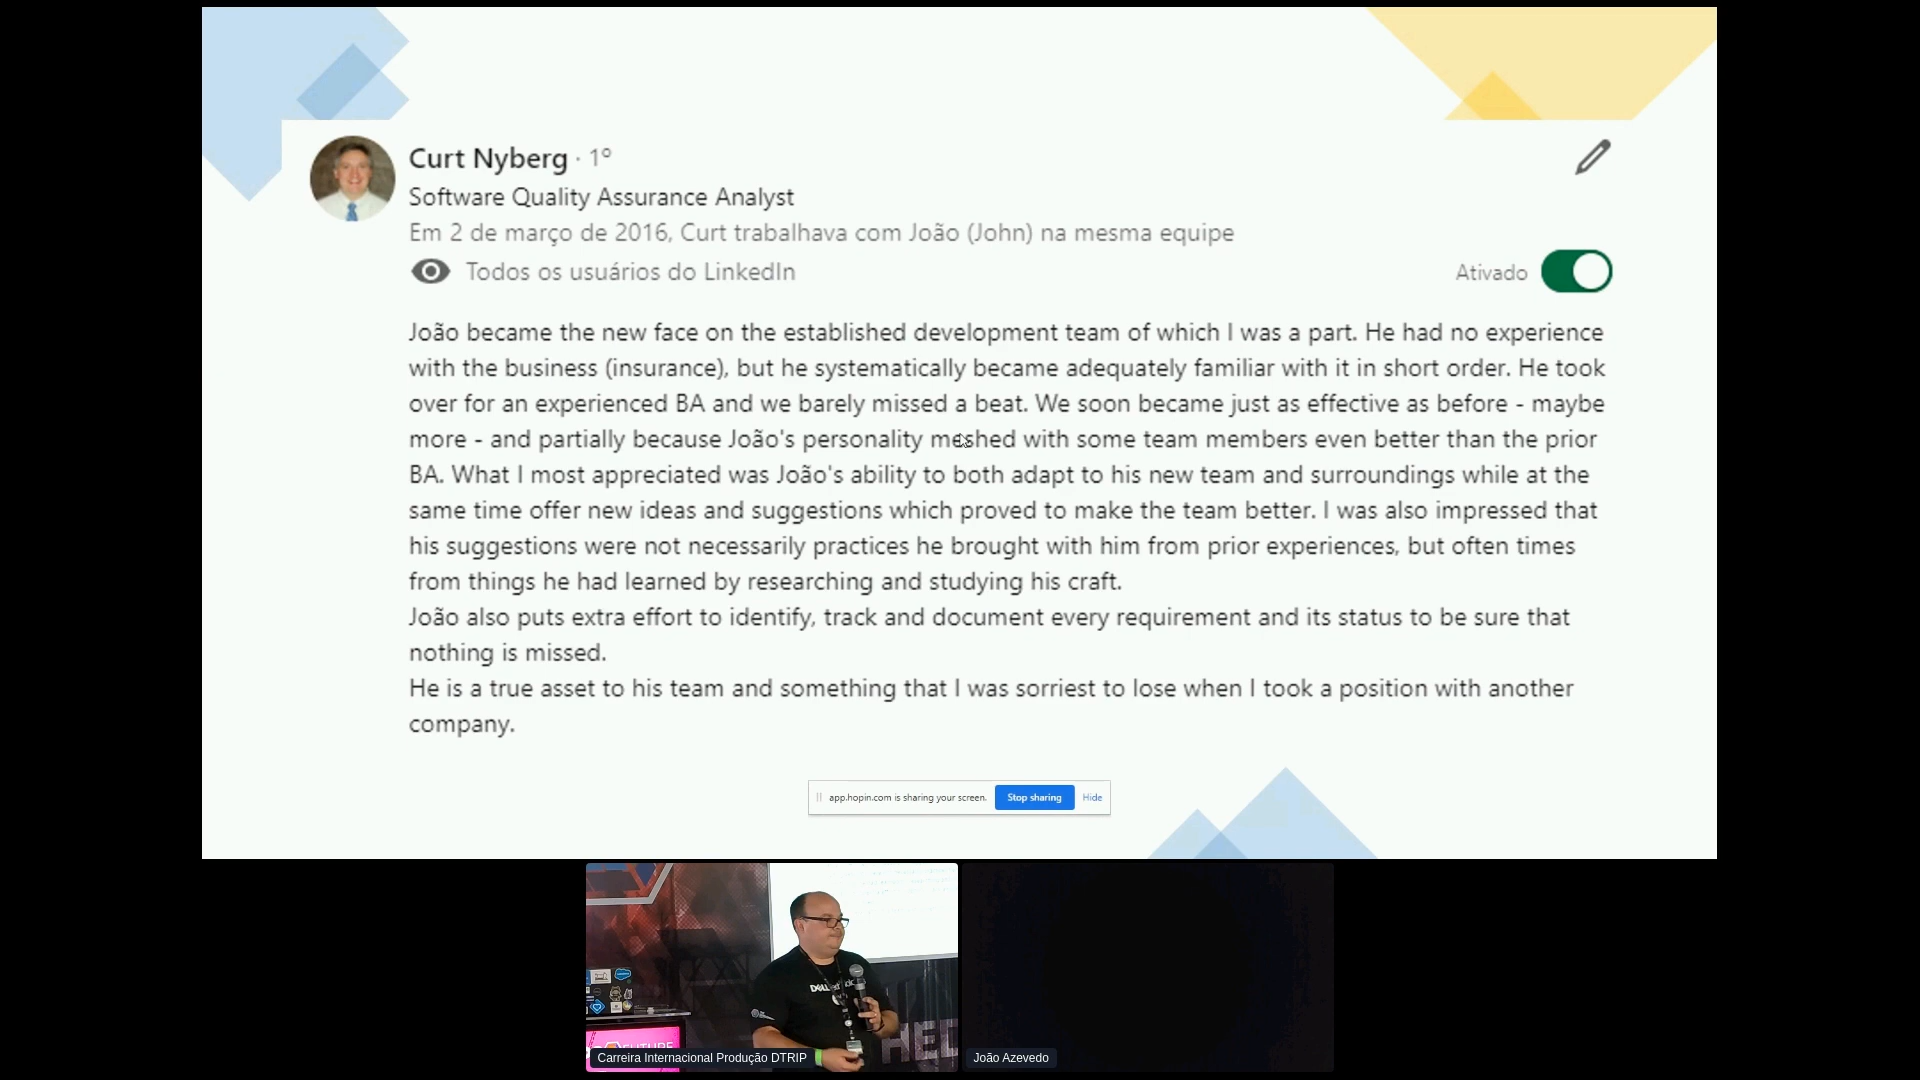 Curt Nyberg · 1º
Software Quality Assurance Analyst
Em 2 de março de 2016, Curt trabalhava com João (John) na mesma equipe
Todos os usuários do LinkedIn
Ativado
João became the new face on the established development team of which I was a part. He had no experience
with the business (insurance), but he systematically became adequately familiar with it in short order. He took
over for an experienced BA and we barely missed a beat. We soon became just as effective as before - maybe
more - and partially because João's personality meshed with some team members even better than the prior
BA. What I most appreciated was João's ability to both adapt to his new team and surroundings while at the
same time offer new ideas and suggestions which proved to make the team better. I was also impressed that
his suggestions were not necessarily practices he brought with him from prior experiences, but often times
from things he had learned by researching and studying his craft.
João also puts extra effort to identify, track and document every requirement and its status to be sure that
nothing is missed.
He is a true asset to his team and something that I was sorriest to lose when I took a position with another
company.
app.hopin.com is sharing your screen.
Stop sharing
Hide
Carreira Internacional Produção DTRIP
João Azevedo